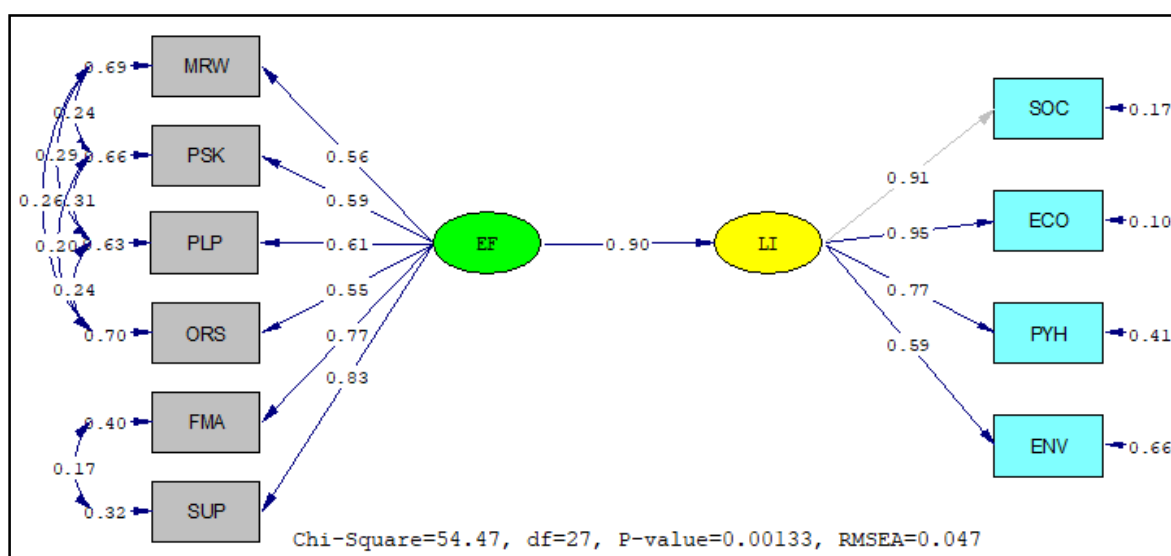 0.69 MRW
0.24
0.29 0.66 PSK
0.26 0.31
0.20 0.63 PLP
0.24
0.70 ORS
0.40 FMA
0.17
0.32 SUP
0.56
0.59
0.61
0.55
0.77
0.83
EF
0.90
LI
0.91
0.95
0.77
0.59
SOC 0.17
ECO 0.10
PYH 0.41
ENV 0.66
Chi-Square=54.47, df=27, P-value=0.00133, RMSEA=0.047